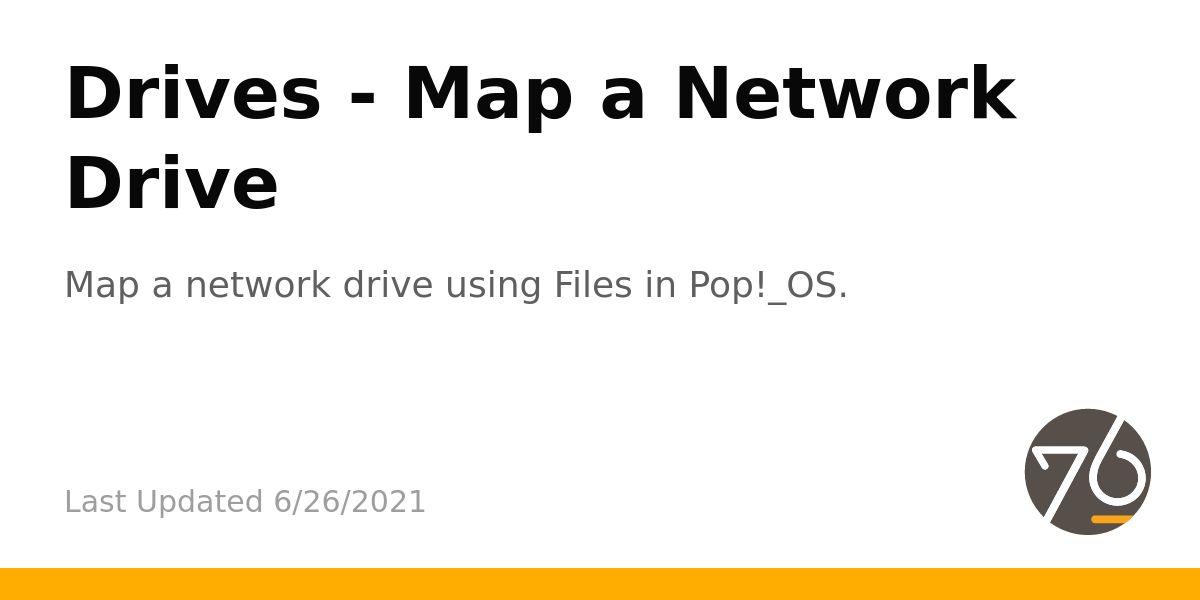 Drives - Map a Network
Drive
Map a network drive using Files in Pop!_OS.
Last Updated 6/26/2021
76